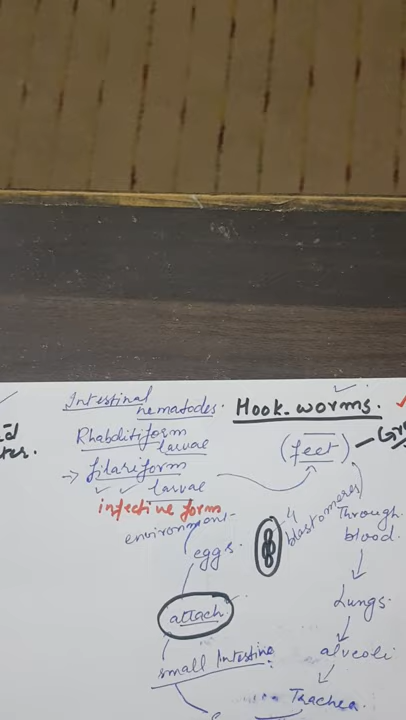 Intestinal
nematodes.
Hook-worms.
Rhabditiform
larvae
(feet)
→ filariform
larvae
infective form
environment-
eggs.
4
blastomeres
Through
blood.
attach.
Lungs.
small Intestine
alveoli
Trachea.